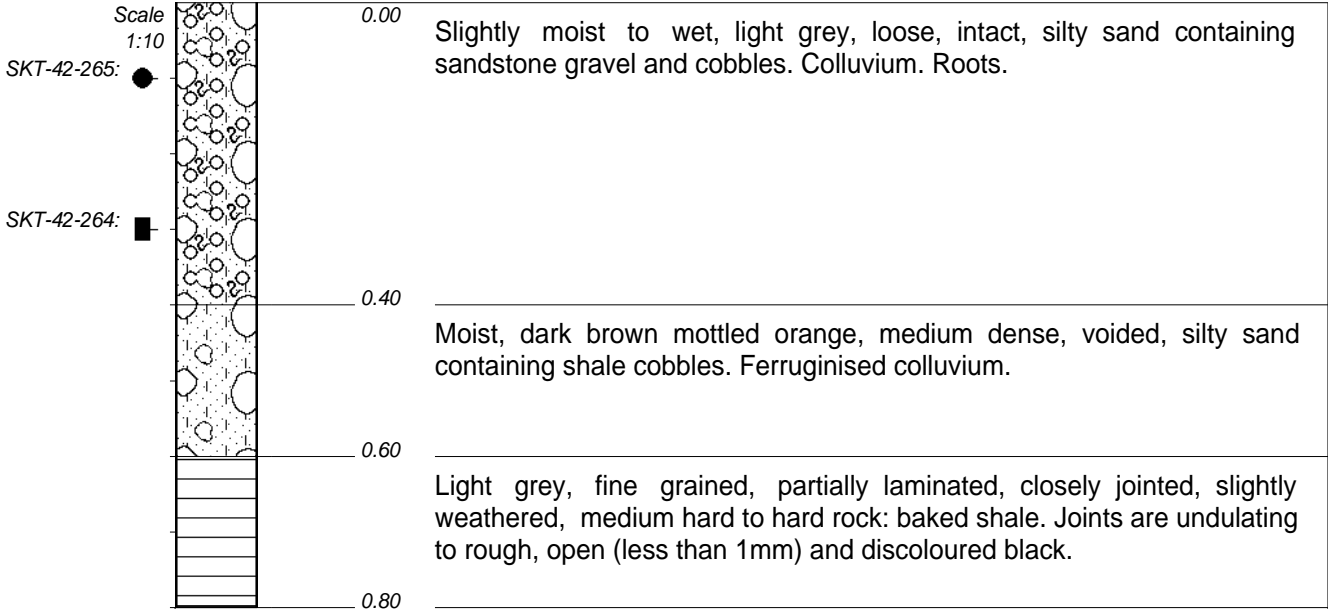 Scale
1:10
0.00
Slightly moist to wet, light grey, loose, intact, silty sand containing
sandstone gravel and cobbles. Colluvium. Roots.
SKT-42-265:
SKT-42-264:
0.40
Moist, dark brown mottled orange, medium dense, voided, silty sand
containing shale cobbles. Ferruginised colluvium.
0.60
Light grey, fine grained, partially laminated, closely jointed, slightly
weathered, medium hard to hard rock: baked shale. Joints are undulating
to rough, open (less than 1mm) and discoloured black.
0.80